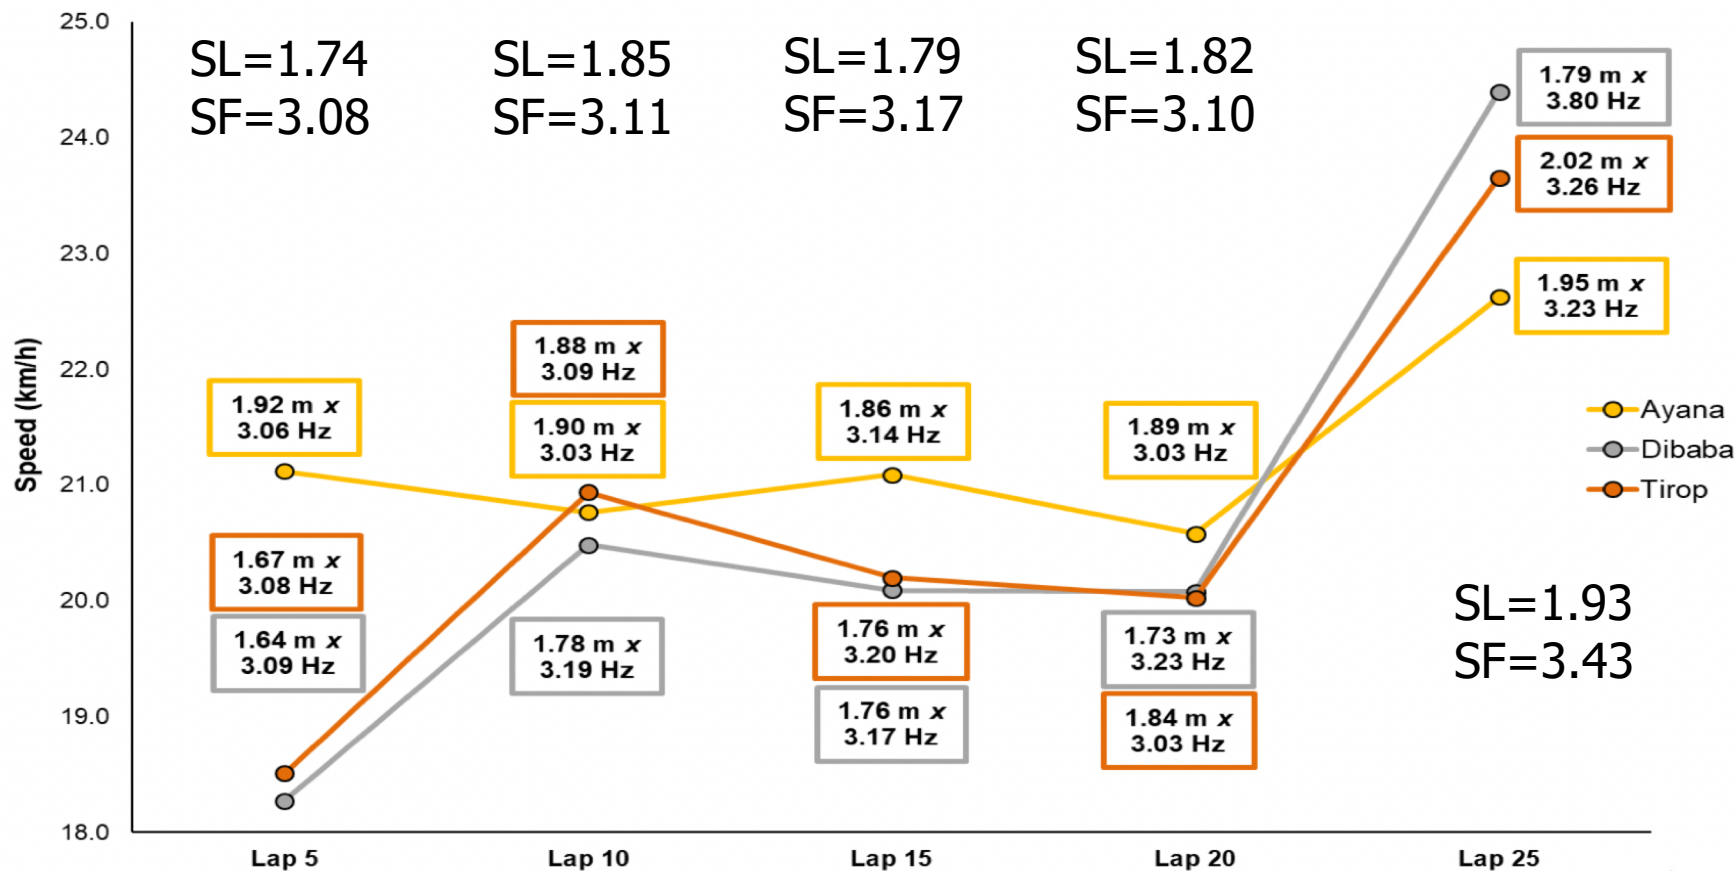 25.0
24.0
23.0
22.0
21.0
20.0
19.0
18.0
Speed (km/h)
SL=1.74
SF=3.08
SL=1.85
SF=3.11
SL=1.79
SF=3.17
SL=1.82
SF=3.10
1.79 m x
3.80 Hz
2.02 m x
3.26 Hz
1.95 m x
3.23 Hz
1.88 m x
3.09 Hz
1.92 m x
3.06 Hz
1.90 m x
3.03 Hz
1.86 m x
3.14 Hz
1.89 m x
3.03 Hz
Ayana
Dibaba
Tirop
1.67 m x
3.08 Hz
1.64 m x
3.09 Hz
1.78 m x
3.19 Hz
1.76 m x
3.20 Hz
1.76 m x
3.17 Hz
1.73 m x
3.23 Hz
1.84 m x
3.03 Hz
SL=1.93
SF=3.43
Lap 5
Lap 10
Lap 15
Lap 20
Lap 25